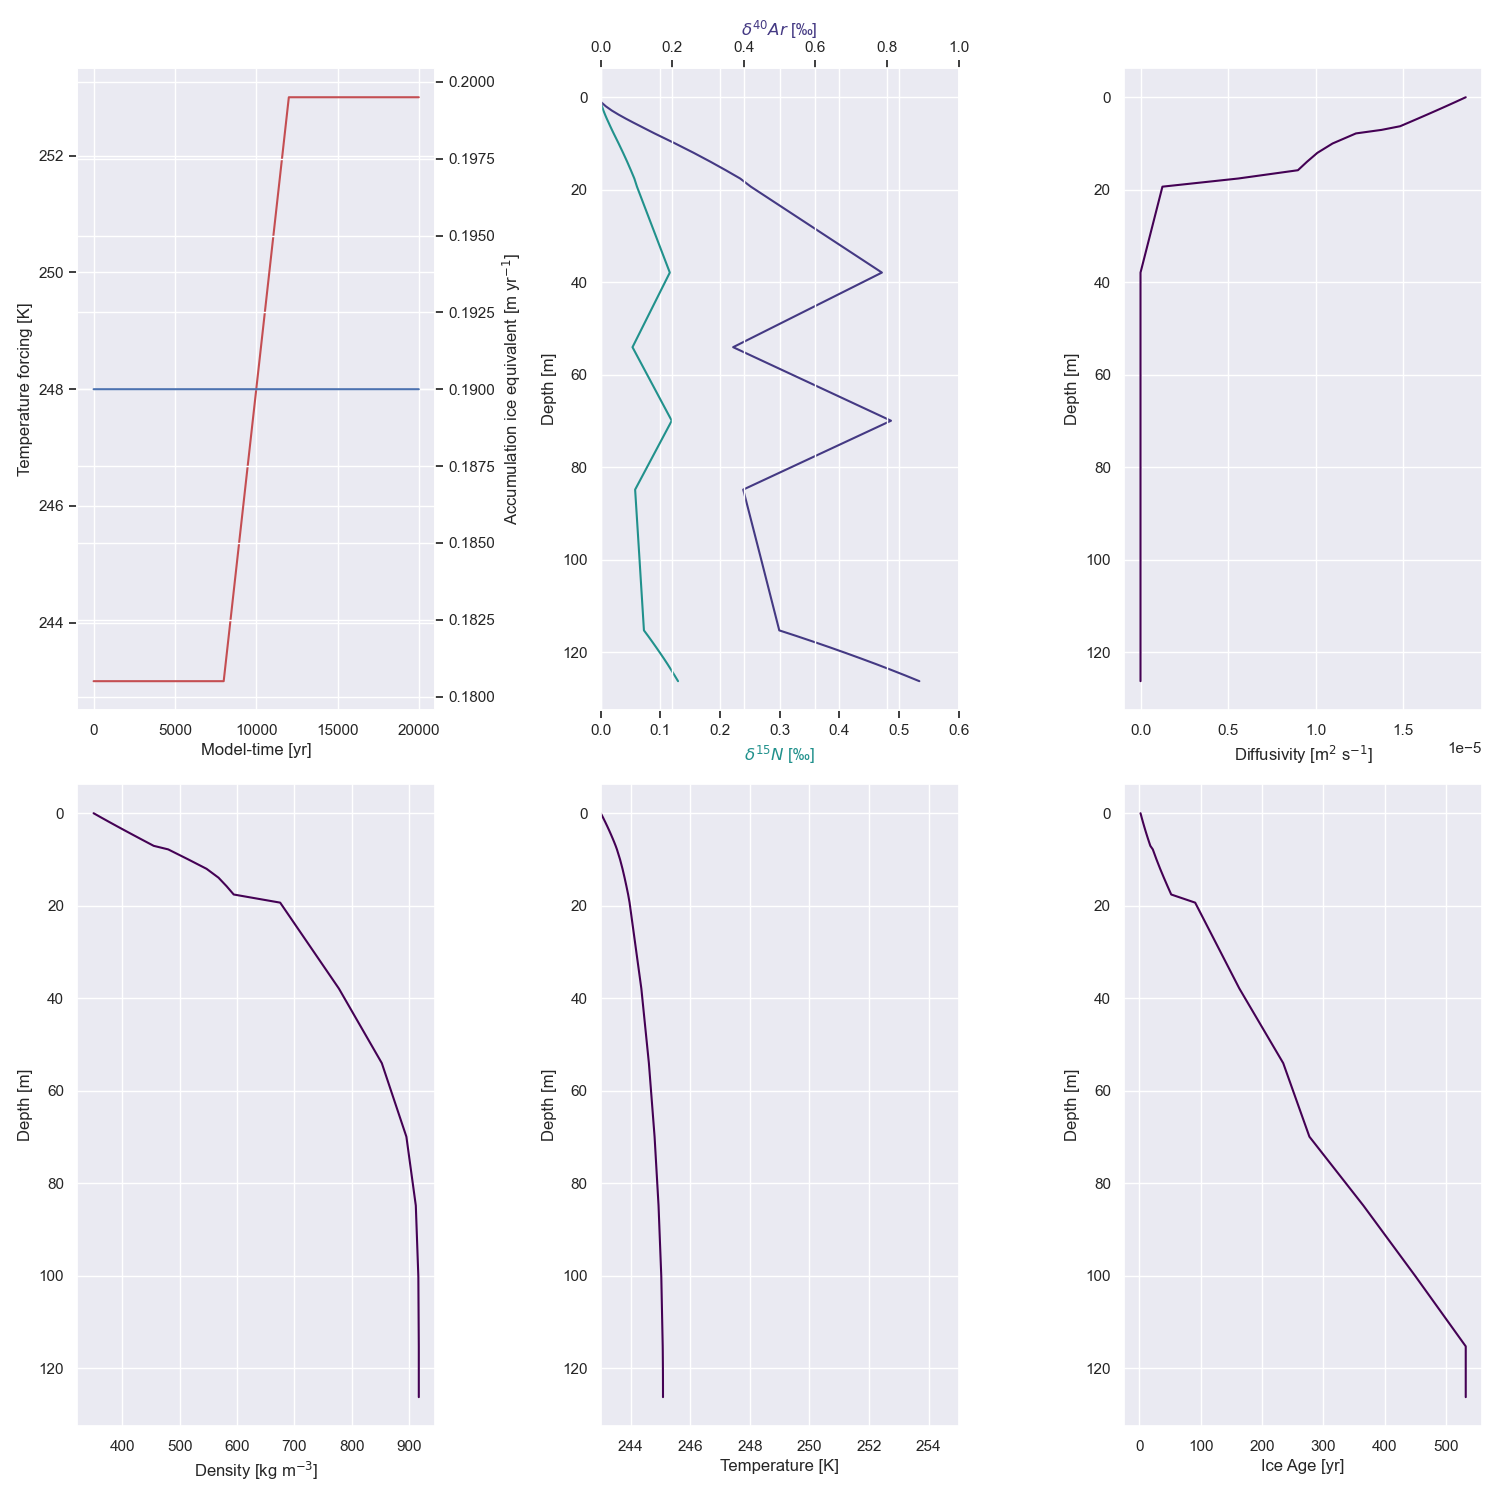 δ⁴⁰Ar [‰]
0.0 0.2 0.4 0.6 0.8 1.0
Temperature forcing [K]
252
250
248
246
244
0 5000 10000 15000 20000
Model-time [yr]
0.2000
0.1975
0.1950
0.1925
0.1900
0.1875
0.1850
0.1825
0.1800
Accumulation ice equivalent [m yr⁻¹]
Depth [m]
0
20
40
60
80
100
120
0.0 0.1 0.2 0.3 0.4 0.5 0.6
δ¹⁵N [‰]
Depth [m]
0
20
40
60
80
100
120
0.0 0.5 1.0 1.5
1e−5
Diffusivity [m² s⁻¹]
Depth [m]
0
20
40
60
80
100
120
400 500 600 700 800 900
Density [kg m⁻³]
Depth [m]
0
20
40
60
80
100
120
244 246 248 250 252 254
Temperature [K]
Depth [m]
0
20
40
60
80
100
120
0 100 200 300 400 500
Ice Age [yr]